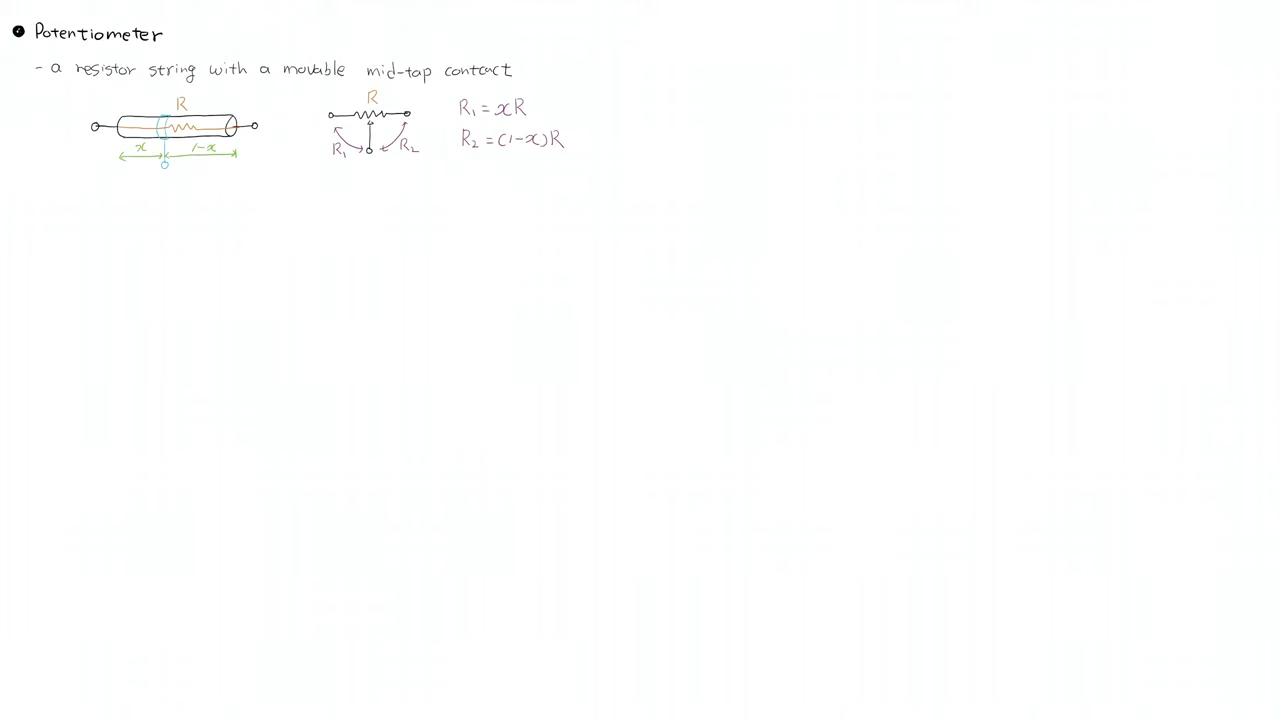 ● Potentiometer
- a resistor string with a movable mid-tap contact
R
x
1-x
R
R₁
R₂
R₁ = xR
R₂ = (1-x)R